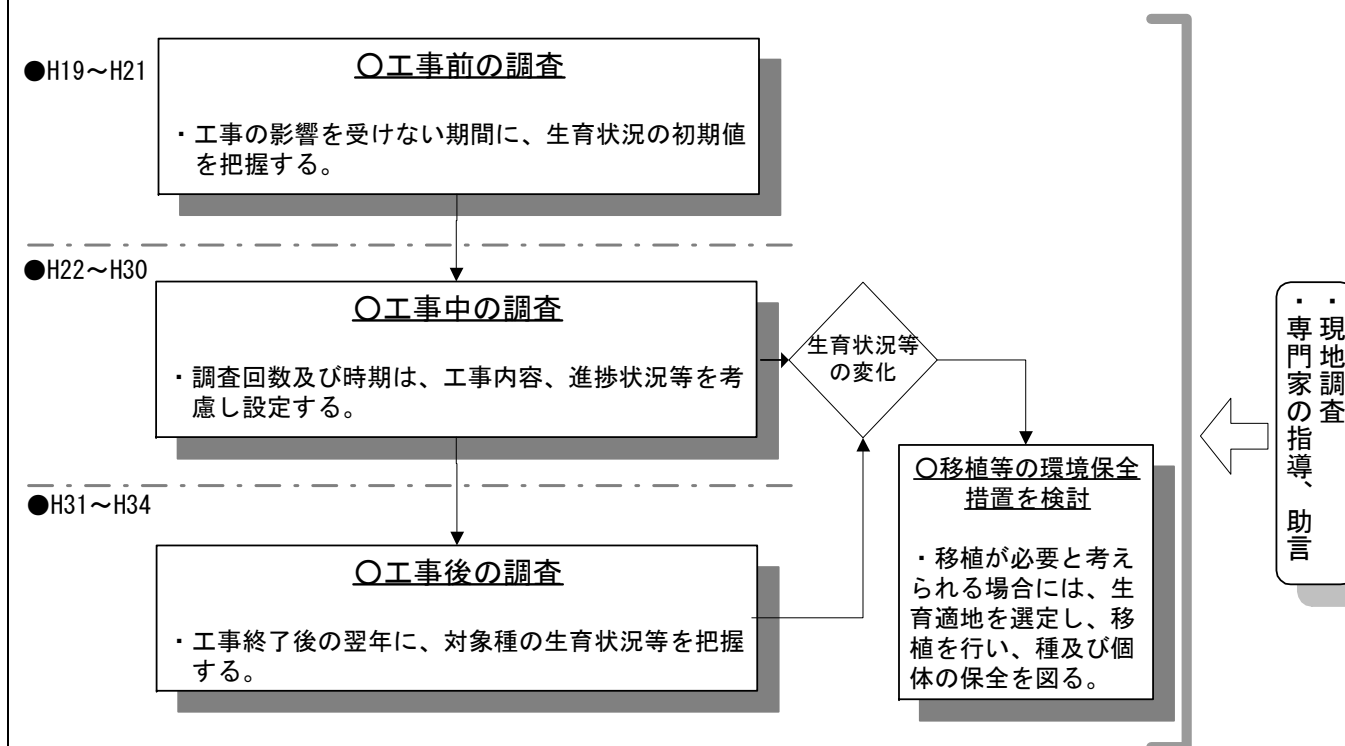 ●H19～H21
○工事前の調査
・工事の影響を受けない期間に、生育状況の初期値
を把握する。
●H22～H30
○工事中の調査
・調査回数及び時期は、工事内容、進捗状況等を考
慮し設定する。
生育状況等
の変化
●H31～H34
○工事後の調査
・工事終了後の翌年に、対象種の生育状況等を把握
する。
○移植等の環境保全
措置を検討
・移植が必要と考え
られる場合には、生
育適地を選定し、移
植を行い、種及び個
体の保全を図る。
・現地調査
・専門家の指導、助言